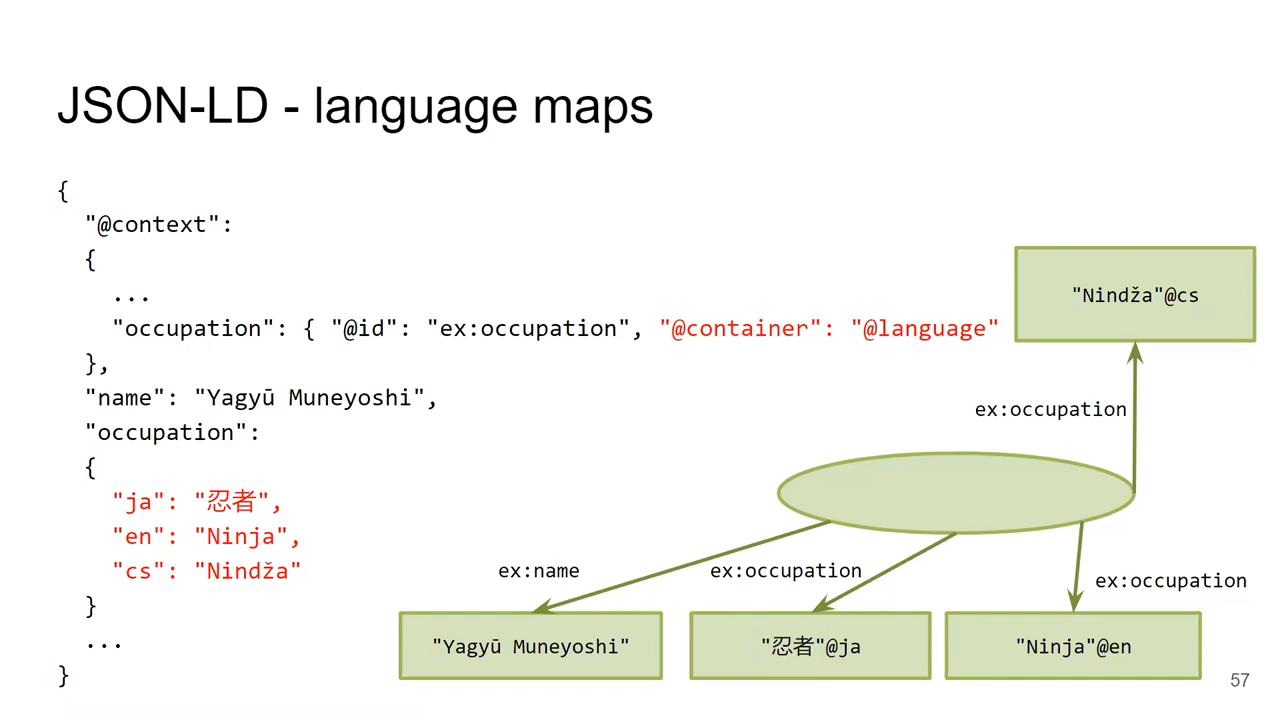 JSON-LD - language maps
{
"@context":
{
...
"occupation": { "@id": "ex:occupation", "@container": "@language"
},
"name": "Yagyū Muneyoshi",
"occupation":
{
"ja": "忍者",
"en": "Ninja",
"cs": "Nindža"
}
...
}
"Nindža"@cs
ex:occupation
ex:name
ex:occupation
ex:occupation
"Yagyū Muneyoshi"
"忍者"@ja
"Ninja"@en
57